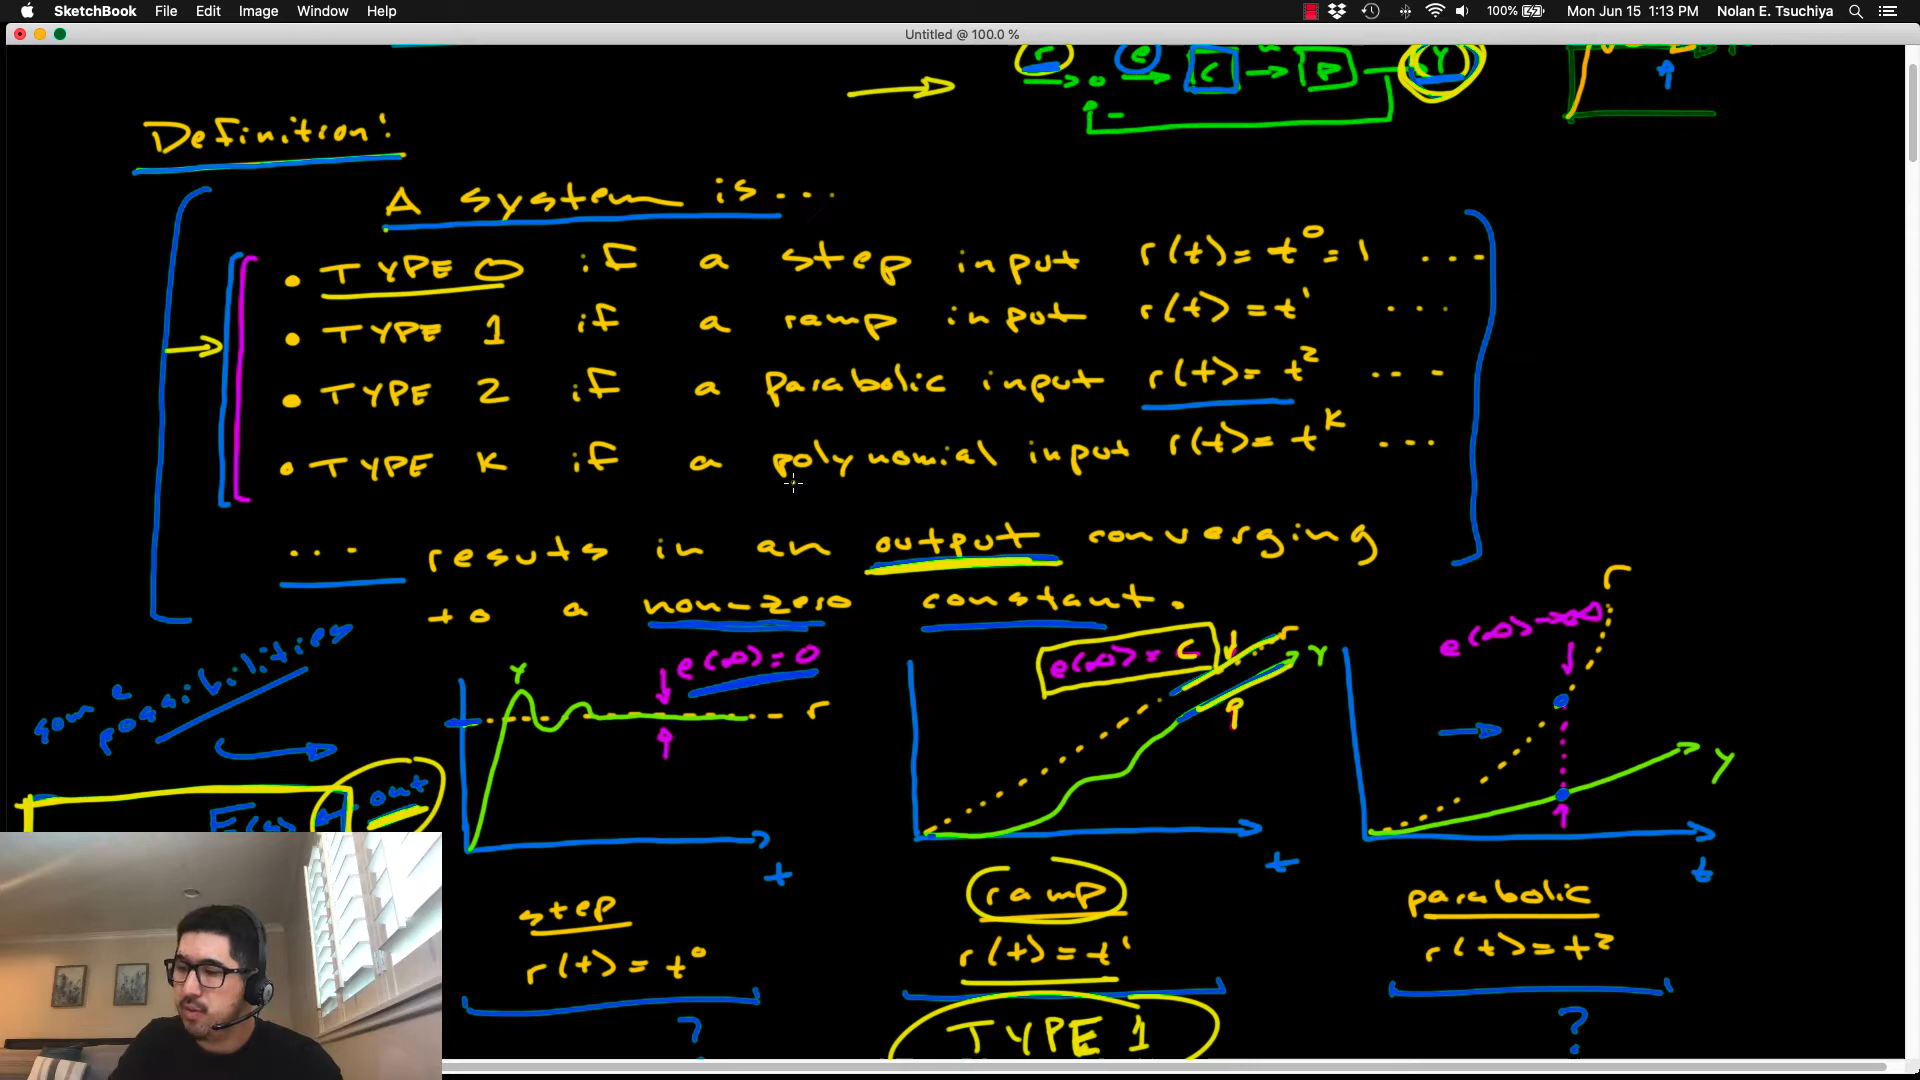 SketchBook File Edit Image Window Help 100% Mon Jun 15 1:13 PM Nolan E. Tsuchiya
Untitled @ 100.0 %
r e C P Y
-
Definition:
A system is...
• TYPE 0 if a step input r(t) = t⁰ = 1 ...
• TYPE 1 if a ramp input r(t) = t¹ ...
• TYPE 2 if a parabolic input r(t) = t² ...
• TYPE K if a polynomial input r(t) = tᴷ ...
... resuts in an output converging
to a non-zero constant.
some possibilities
Y e(∞) = 0 r
e(∞) = C r Y
e(∞) → ∞ r Y
E(s) out
t t t
step ramp parabolic
r(t) = t⁰ r(t) = t¹ r(t) = t²
? TYPE 1 ?